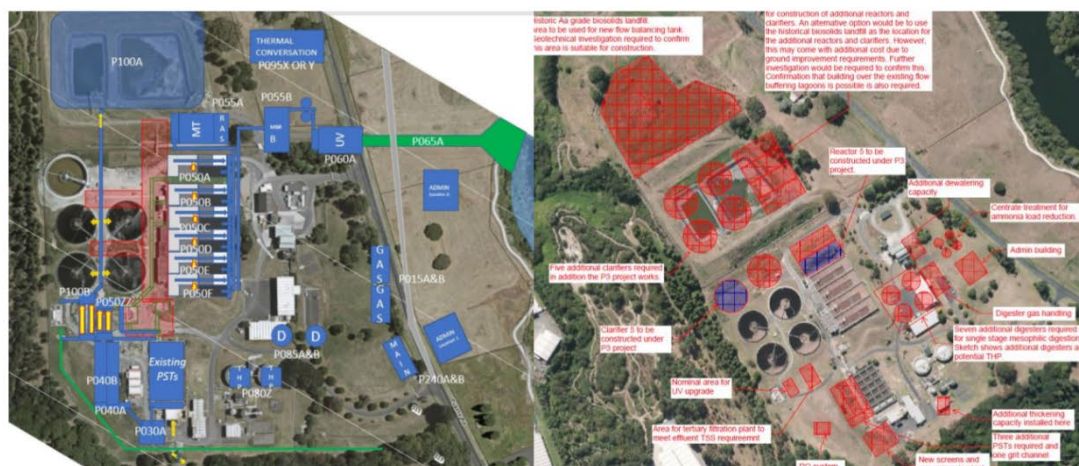 P100A
THERMAL
CONVERSATION
P095X OR Y
P055A
P055B
MT
RAS
MBR
B
UV
P060A
P065A
P050A
P050B
P050C
P050D
P050E
P050F
ADMIN
GAS
GAS
P015A&B
P100B
P050ZZ
D
D
P085A&B
MAIN
ADMIN
P240A&B
P040B
Existing
PSTs
THP
THP
P080Z
P040A
P030A
Historic Aa grade biosolids landfill.
area to be used for new flow balancing tank.
Geotechnical investigation required to confirm
this area is suitable for construction.
for construction of additional reactors and
clarifiers. An alternative option would be to use
the historical biosolids landfill as the location for
the additional reactors and clarifiers. However,
this may come with additional cost due to
ground improvement requirements. Further
investigation would be required to confirm this.
Confirmation that building over the existing flow
buffering lagoons is possible is also required.
Reactor 5 to be
constructed under P3
project.
Additional dewatering
capacity
Centrate treatment for
ammonia load reduction.
Admin building
Five additional clarifiers required
in addition the P3 project works.
Digester gas handling
Clarifier 5 to be
constructed under
P3 project
Seven additional digesters required
for single stage mesophilic digestion
Sketch shows additional digesters a
potential THP.
Nominal area for
UV upgrade
Area for tertiary filtration plant to
meet effluent TSS requireemnt
Additional thickening
capacity installed here
Three additional
PSTs required and
one grit channel
New screens and